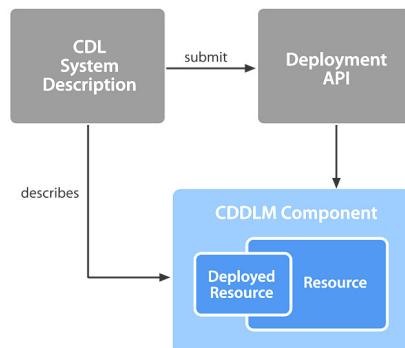 CDL
System
Description
submit
Deployment
API
describes
CDDLM Component
Deployed
Resource
Resource